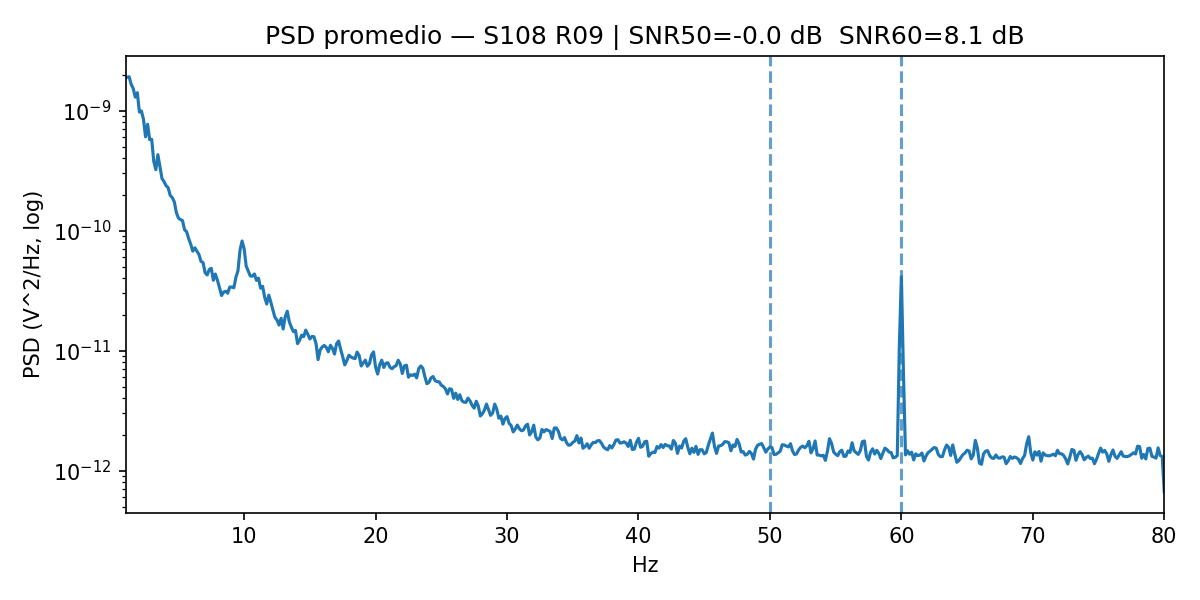 PSD promedio — S108 R09 | SNR50=-0.0 dB  SNR60=8.1 dB
PSD (V^2/Hz, log)
10⁻⁹
10⁻¹⁰
10⁻¹¹
10⁻¹²
10 20 30 40 50 60 70 80
Hz